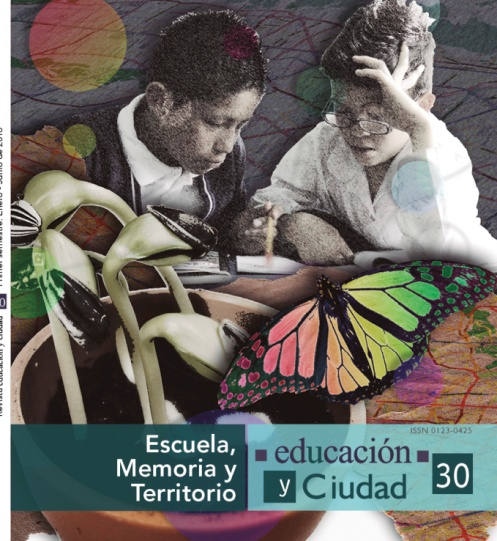 Escuela,
Memoria y
Territorio
ISSN 0123-0425
educación
y Ciudad
30